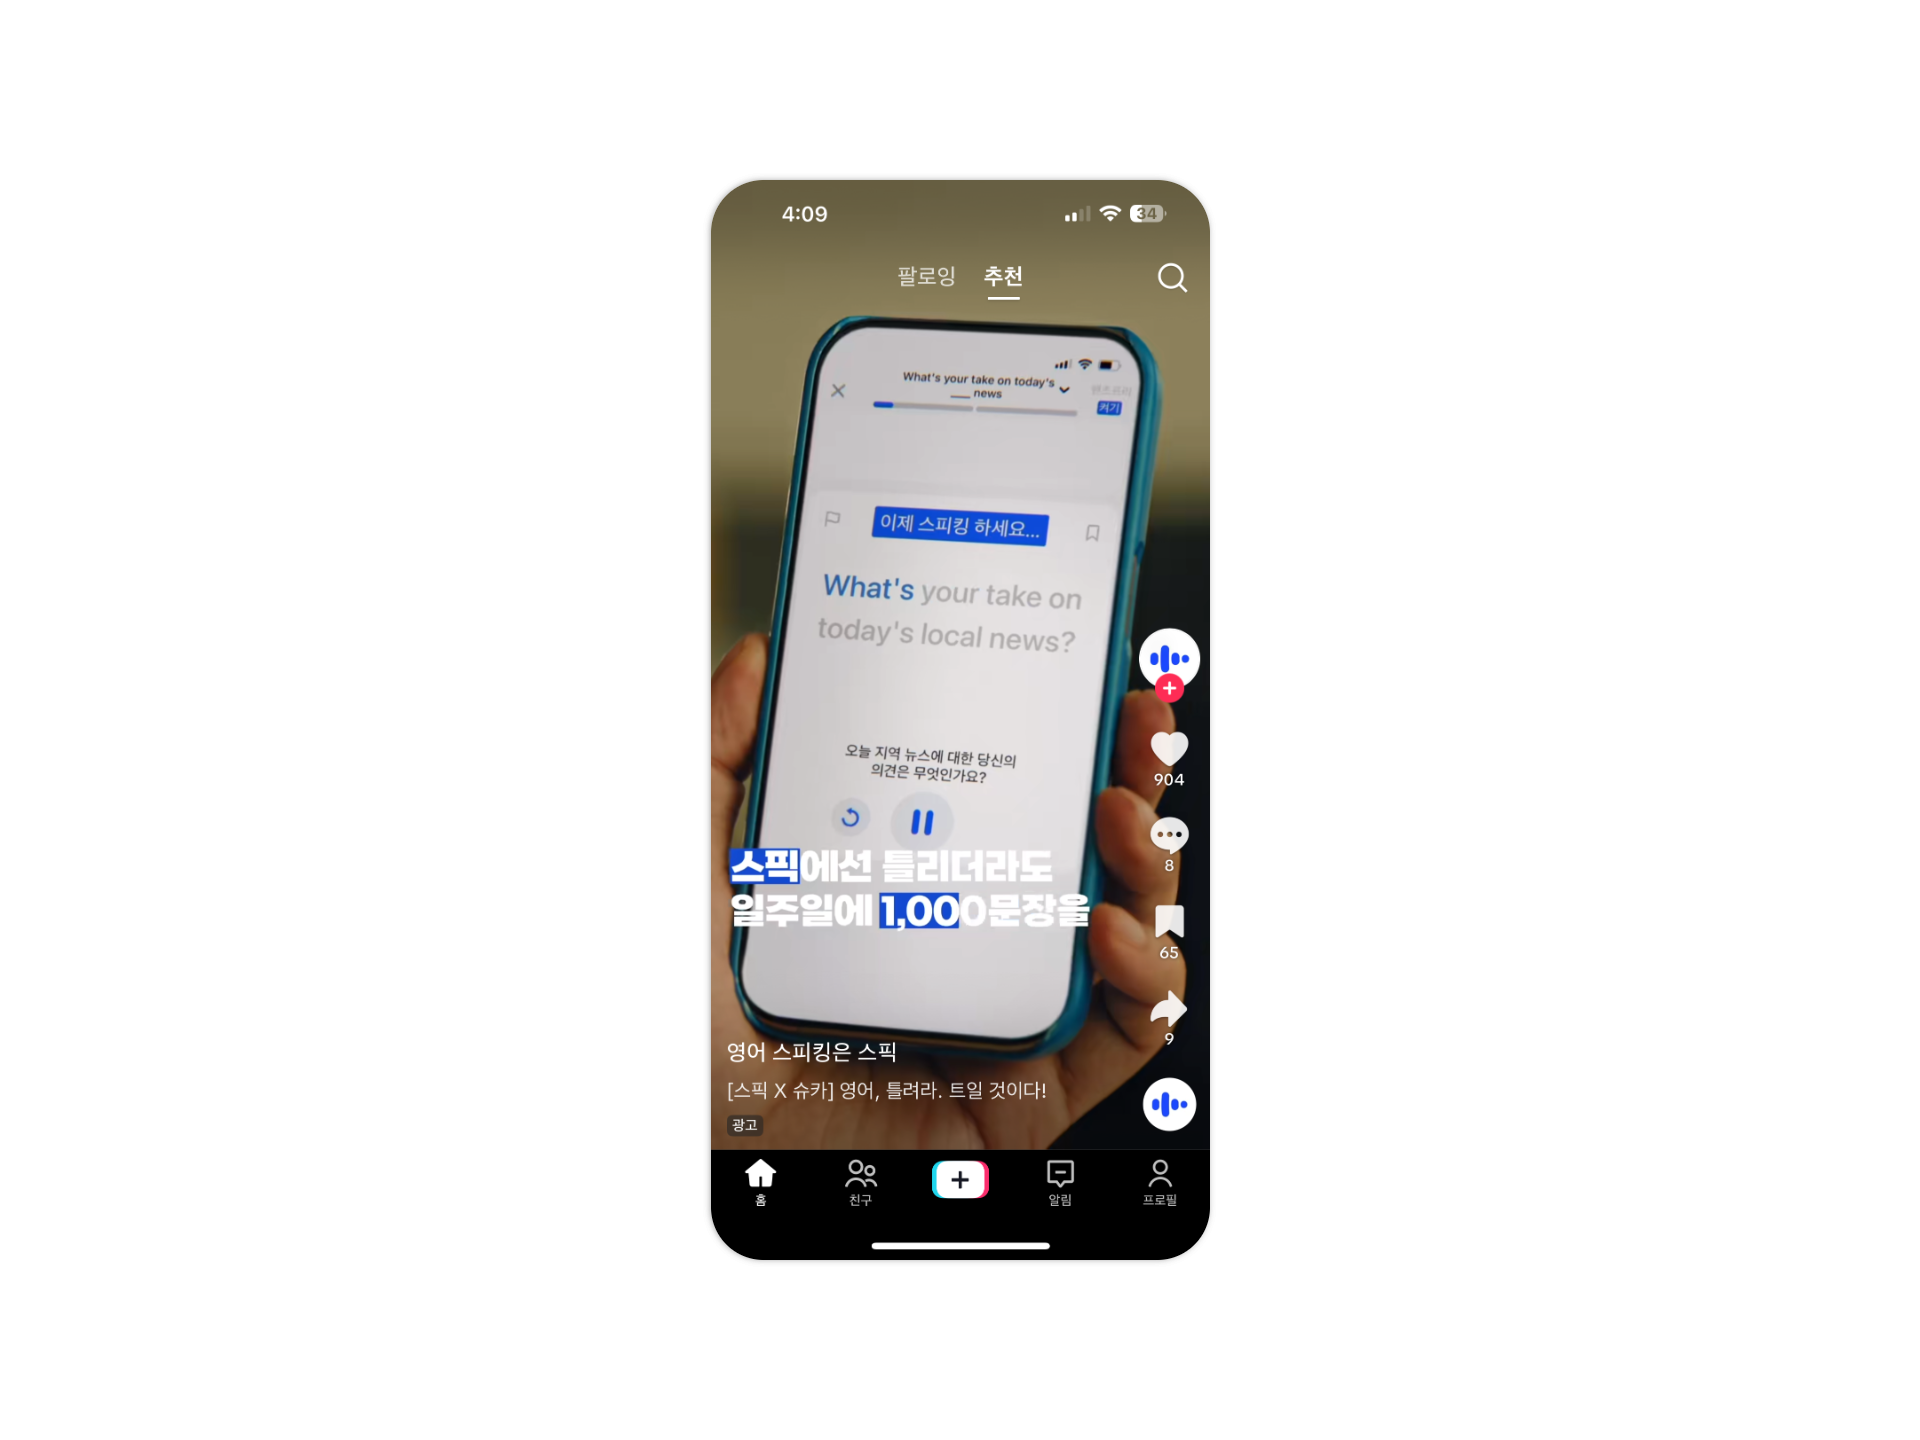 4:09
34
팔로잉 추천
What's your take on today's
___ news
켜기
이제 스피킹 하세요...
What's your take on
today's local news?
오늘 지역 뉴스에 대한 당신의
의견은 무엇인가요?
스픽에선 틀리더라도
일주일에 1,000문장을
904
8
65
9
영어 스피킹은 스픽
[스픽 X 슈카] 영어, 틀려라. 트일 것이다!
광고
홈
친구
알림
프로필